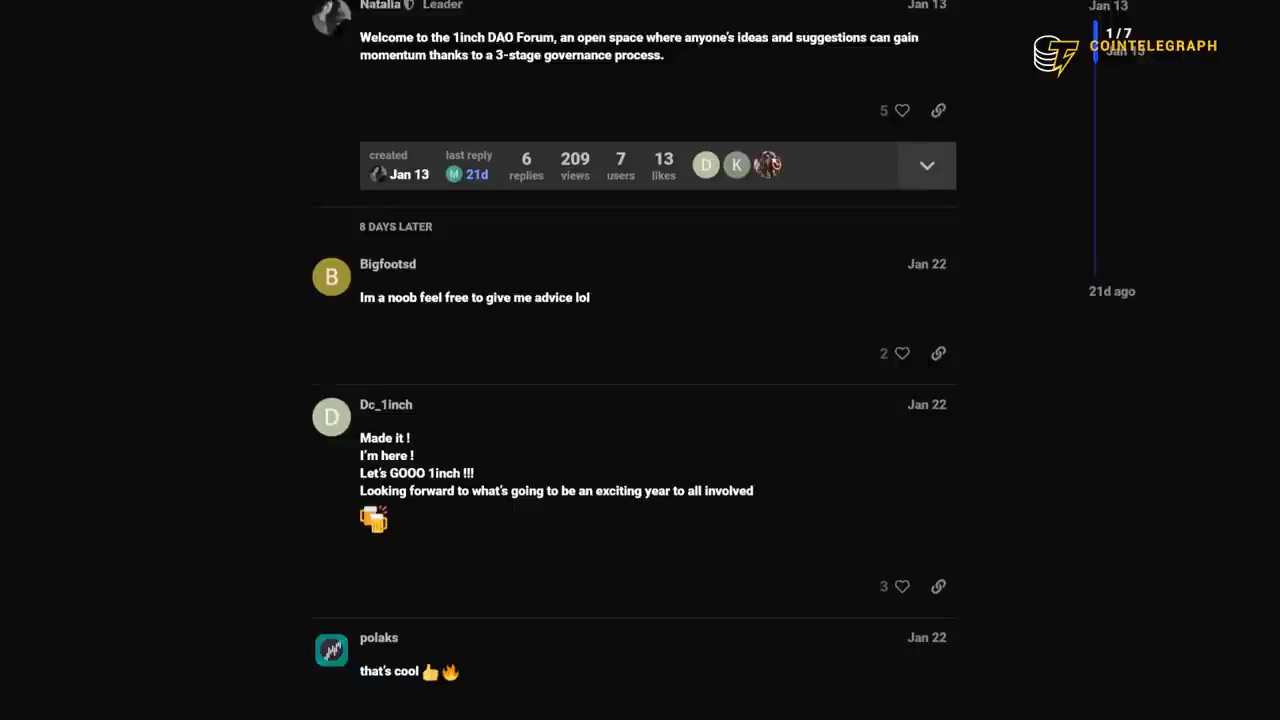 Natalia Leader Jan 13
Welcome to the 1inch DAO Forum, an open space where anyone's ideas and suggestions can gain
momentum thanks to a 3-stage governance process.
5
created last reply 6 209 7 13 D K
Jan 13 M 21d replies views users likes
8 DAYS LATER
B Bigfootsd Jan 22
Im a noob feel free to give me advice lol
2
D Dc_1inch Jan 22
Made it !
I'm here !
Let's GOOO 1inch !!!
Looking forward to what's going to be an exciting year to all involved
3
polaks Jan 22
that's cool 👍🔥
Jan 13
1/7
Jan 13
COINTELEGRAPH
21d ago